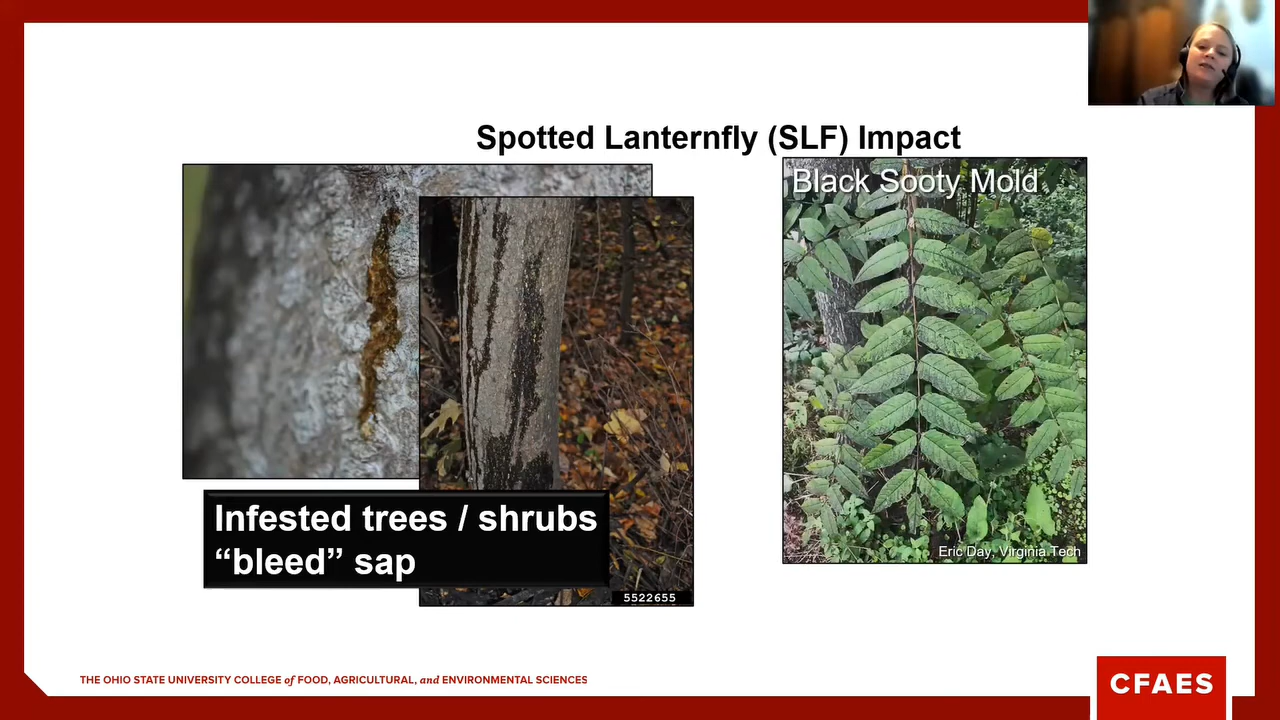 Spotted Lanternfly (SLF) Impact
Black Sooty Mold
Infested trees / shrubs
“bleed” sap
Eric Day, Virginia Tech
5522655
THE OHIO STATE UNIVERSITY COLLEGE of FOOD, AGRICULTURAL, and ENVIRONMENTAL SCIENCES
CFAES